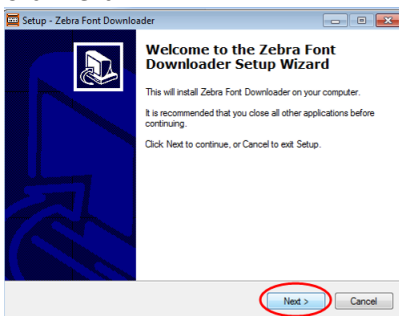 Setup - Zebra Font Downloader
Welcome to the Zebra Font
Downloader Setup Wizard
This will install Zebra Font Downloader on your computer.
It is recommended that you close all other applications before
continuing.
Click Next to continue, or Cancel to exit Setup.
Next >
Cancel